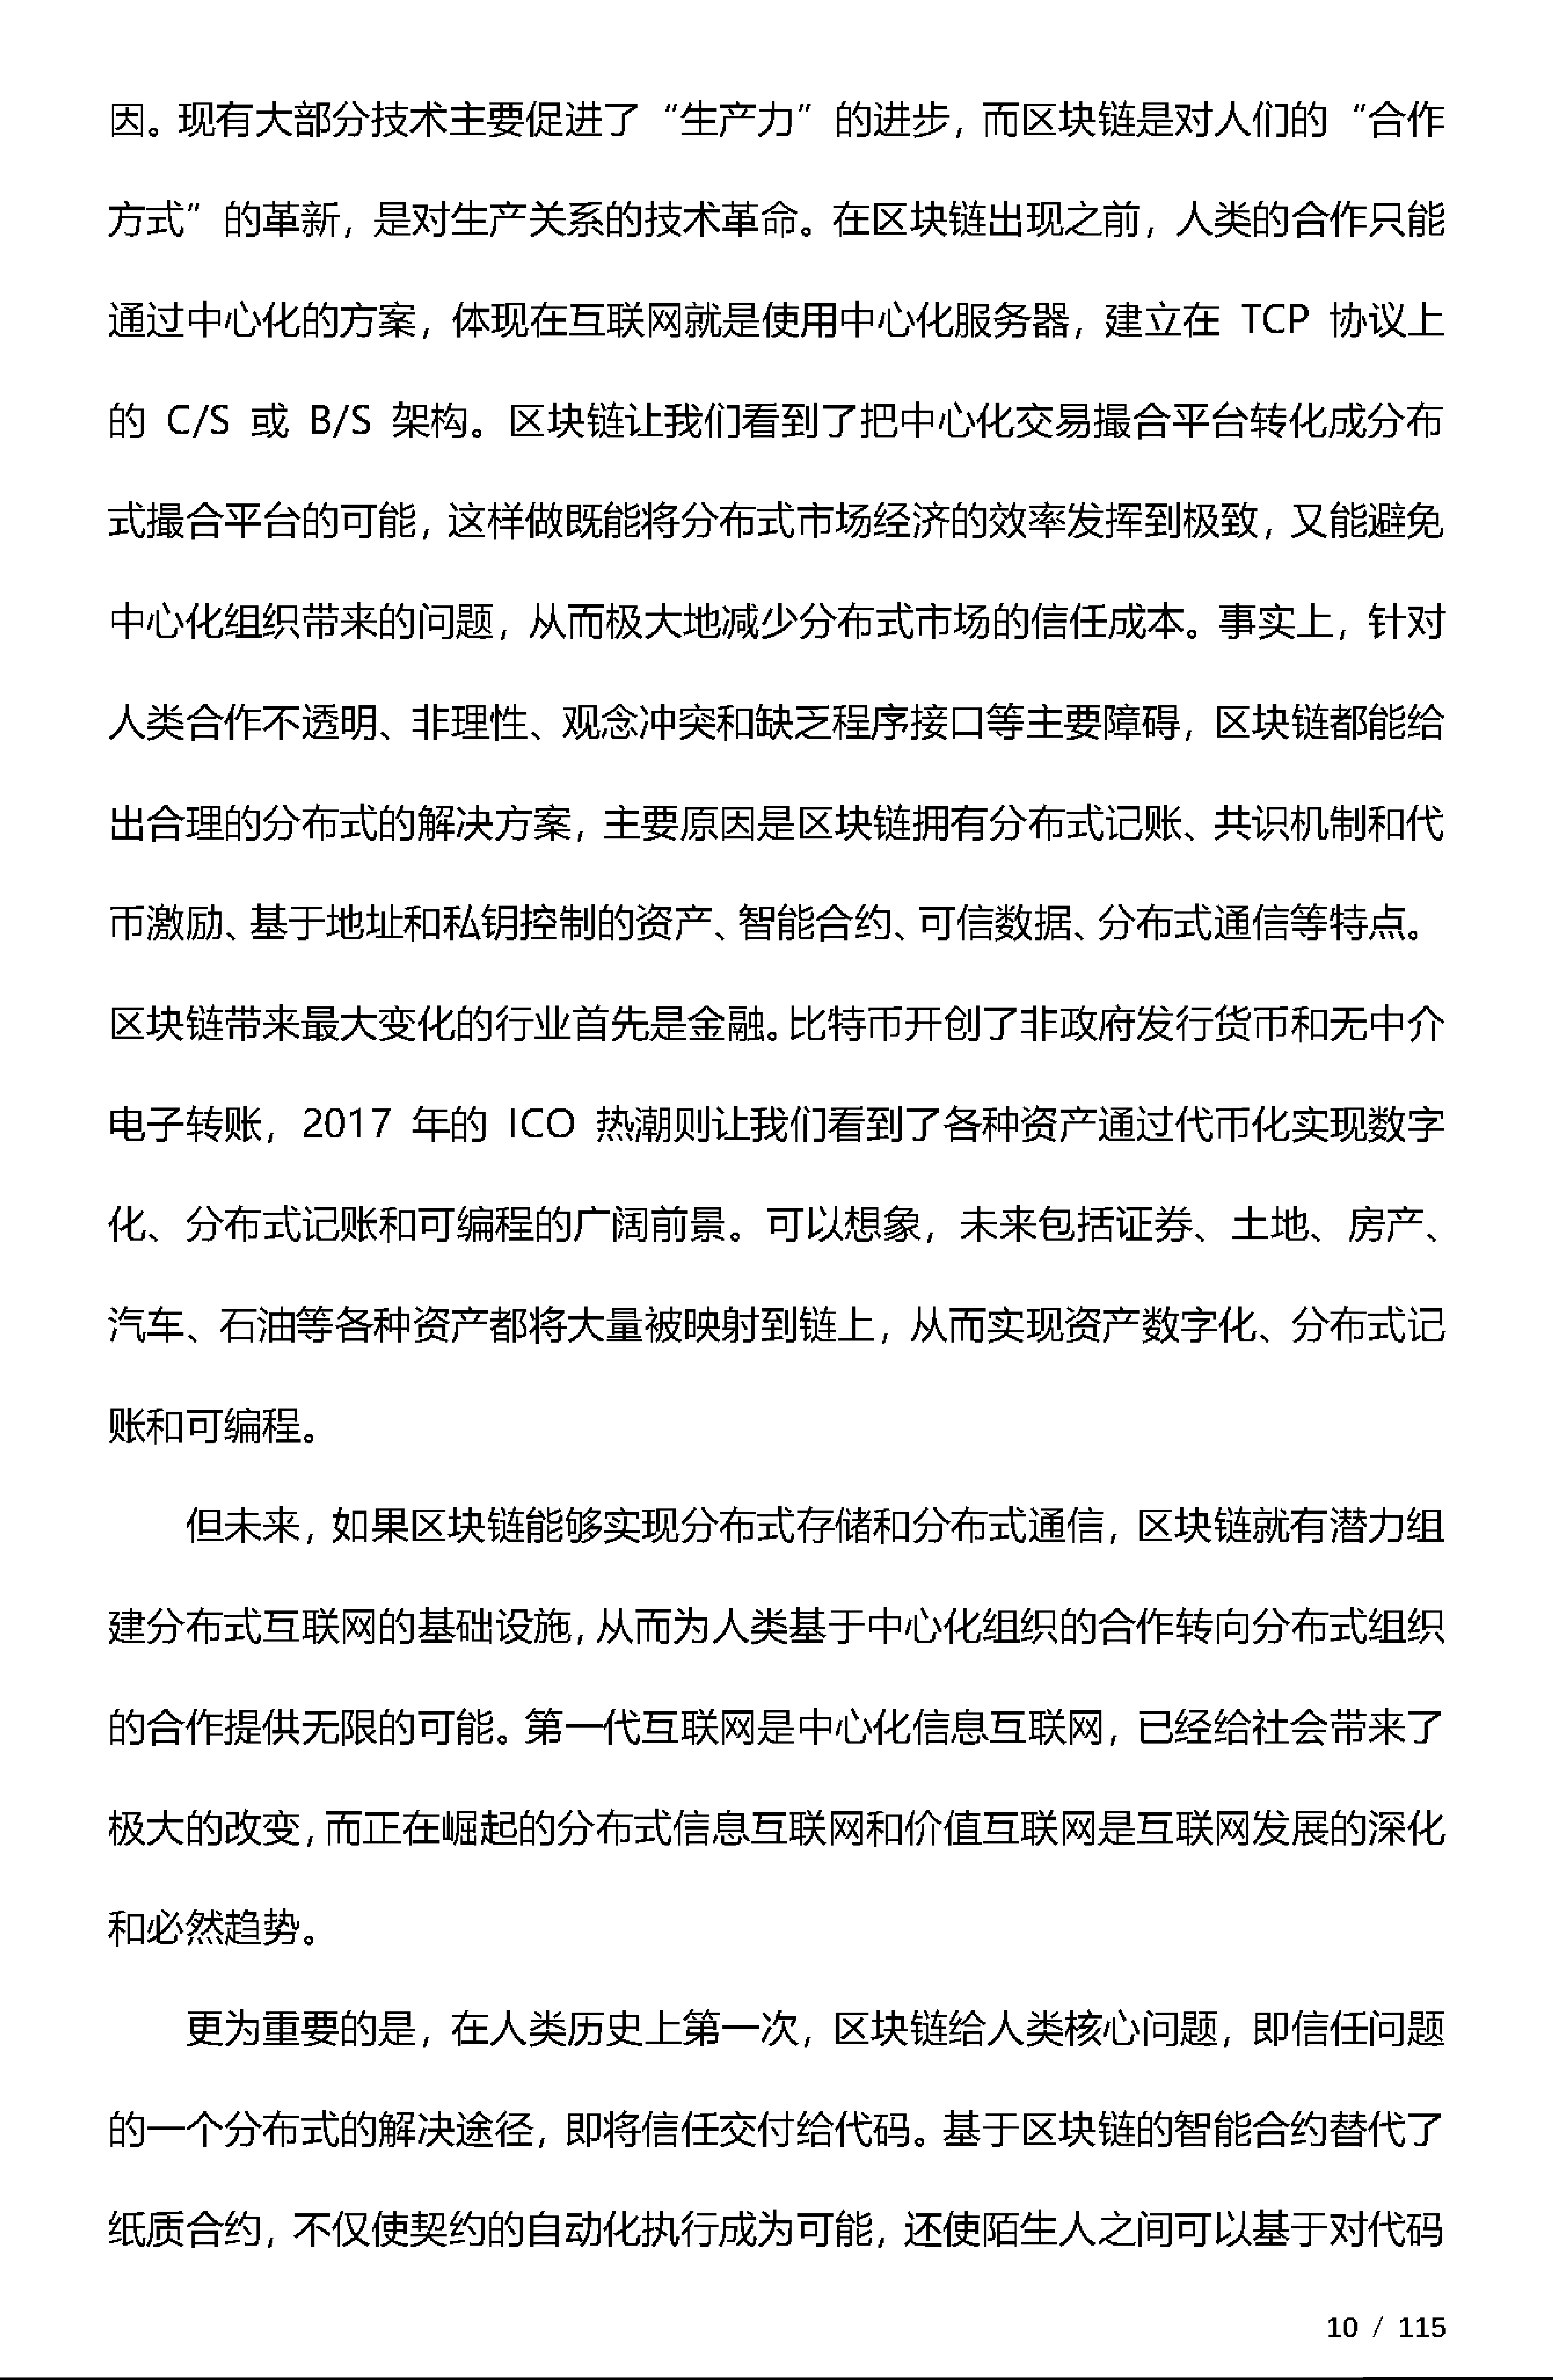 因。现有大部分技术主要促进了“生产力”的进步，而区块链是对人们的“合作
方式”的革新，是对生产关系的技术革命。在区块链出现之前，人类的合作只能
通过中心化的方案，体现在互联网就是使用中心化服务器，建立在 TCP 协议上
的 C/S 或 B/S 架构。区块链让我们看到了把中心化交易撮合平台转化成分布
式撮合平台的可能，这样做既能将分布式市场经济的效率发挥到极致，又能避免
中心化组织带来的问题，从而极大地减少分布式市场的信任成本。事实上，针对
人类合作不透明、非理性、观念冲突和缺乏程序接口等主要障碍，区块链都能给
出合理的分布式的解决方案，主要原因是区块链拥有分布式记账、共识机制和代
币激励、基于地址和私钥控制的资产、智能合约、可信数据、分布式通信等特点。
区块链带来最大变化的行业首先是金融。比特币开创了非政府发行货币和无中介
电子转账，2017 年的 ICO 热潮则让我们看到了各种资产通过代币化实现数字
化、分布式记账和可编程的广阔前景。可以想象，未来包括证券、土地、房产、
汽车、石油等各种资产都将大量被映射到链上，从而实现资产数字化、分布式记
账和可编程。
但未来，如果区块链能够实现分布式存储和分布式通信，区块链就有潜力组
建分布式互联网的基础设施，从而为人类基于中心化组织的合作转向分布式组织
的合作提供无限的可能。第一代互联网是中心化信息互联网，已经给社会带来了
极大的改变，而正在崛起的分布式信息互联网和价值互联网是互联网发展的深化
和必然趋势。
更为重要的是，在人类历史上第一次，区块链给人类核心问题，即信任问题
的一个分布式的解决途径，即将信任交付给代码。基于区块链的智能合约替代了
纸质合约，不仅使契约的自动化执行成为可能，还使陌生人之间可以基于对代码
10 / 115